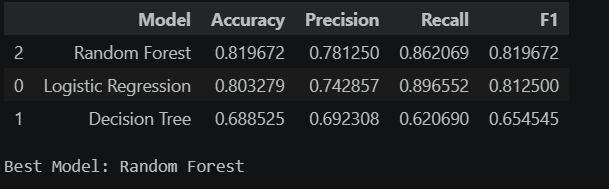 Model Accuracy Precision Recall F1
2 Random Forest 0.819672 0.781250 0.862069 0.819672
0 Logistic Regression 0.803279 0.742857 0.896552 0.812500
1 Decision Tree 0.688525 0.692308 0.620690 0.654545
Best Model: Random Forest